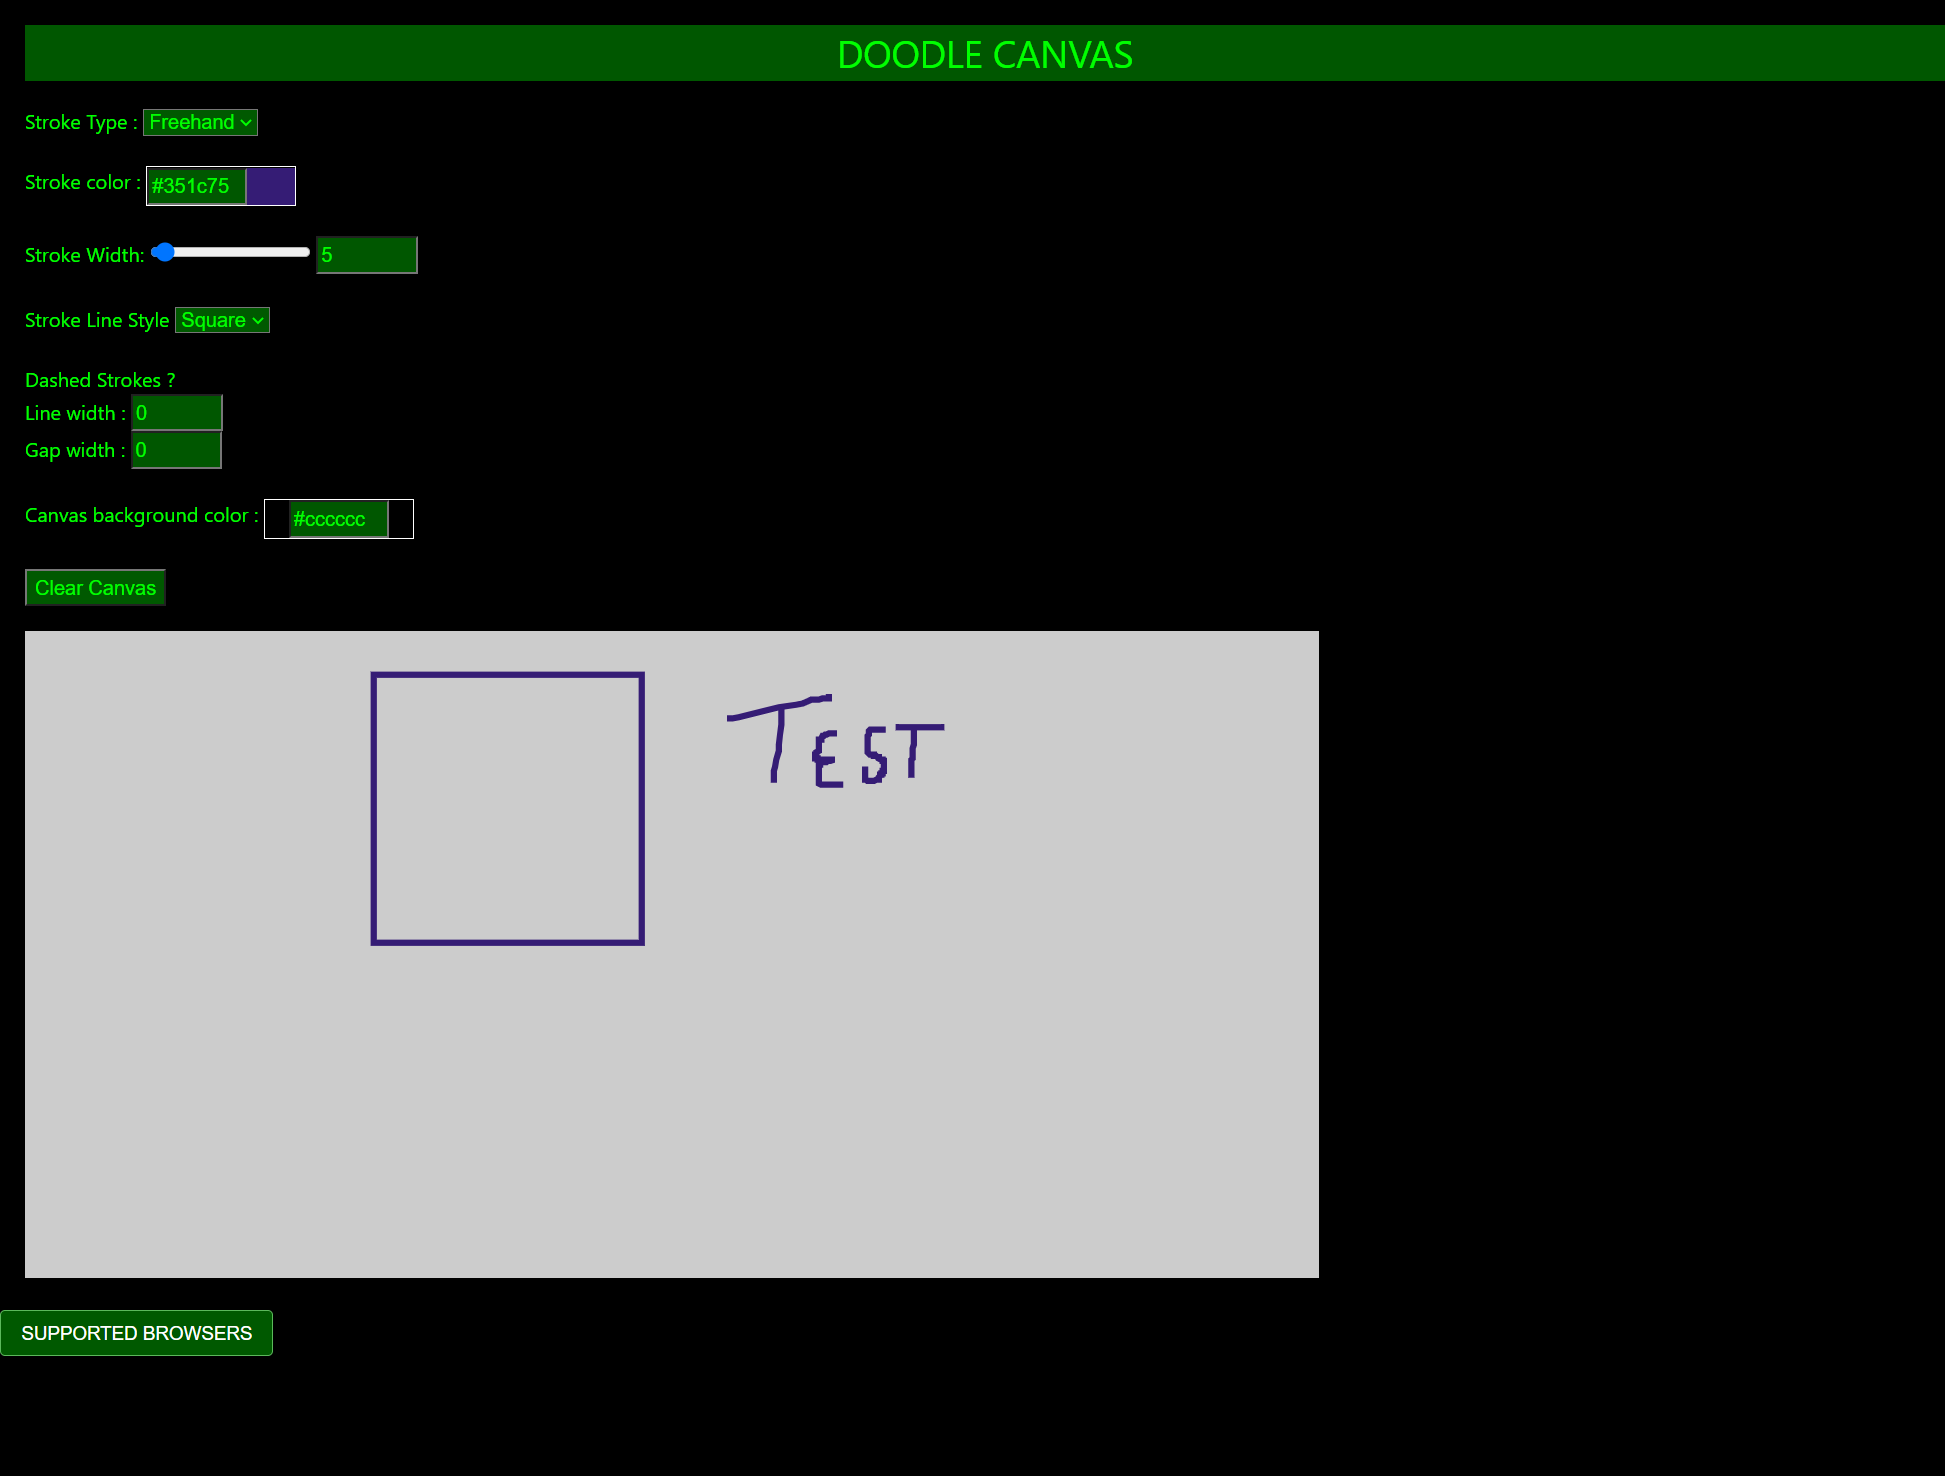 DOODLE CANVAS
Stroke Type : Freehand
Stroke color : #351c75
Stroke Width: 5
Stroke Line Style Square
Dashed Strokes ?
Line width : 0
Gap width : 0
Canvas background color : #cccccc
Clear Canvas
TEST
SUPPORTED BROWSERS